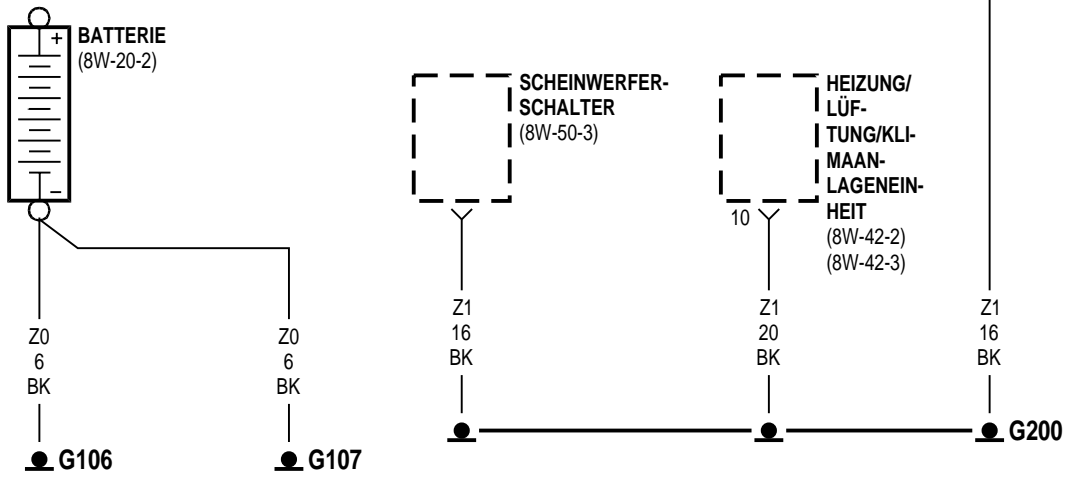 +
BATTERIE
(8W-20-2)
–
Z0
6
BK
G106
Z0
6
BK
G107
SCHEINWERFER-
SCHALTER
(8W-50-3)
Z1
16
BK
10
HEIZUNG/
LÜF-
TUNG/KLI-
MAAN-
LAGENEIN-
HEIT
(8W-42-2)
(8W-42-3)
Z1
20
BK
Z1
16
BK
G200